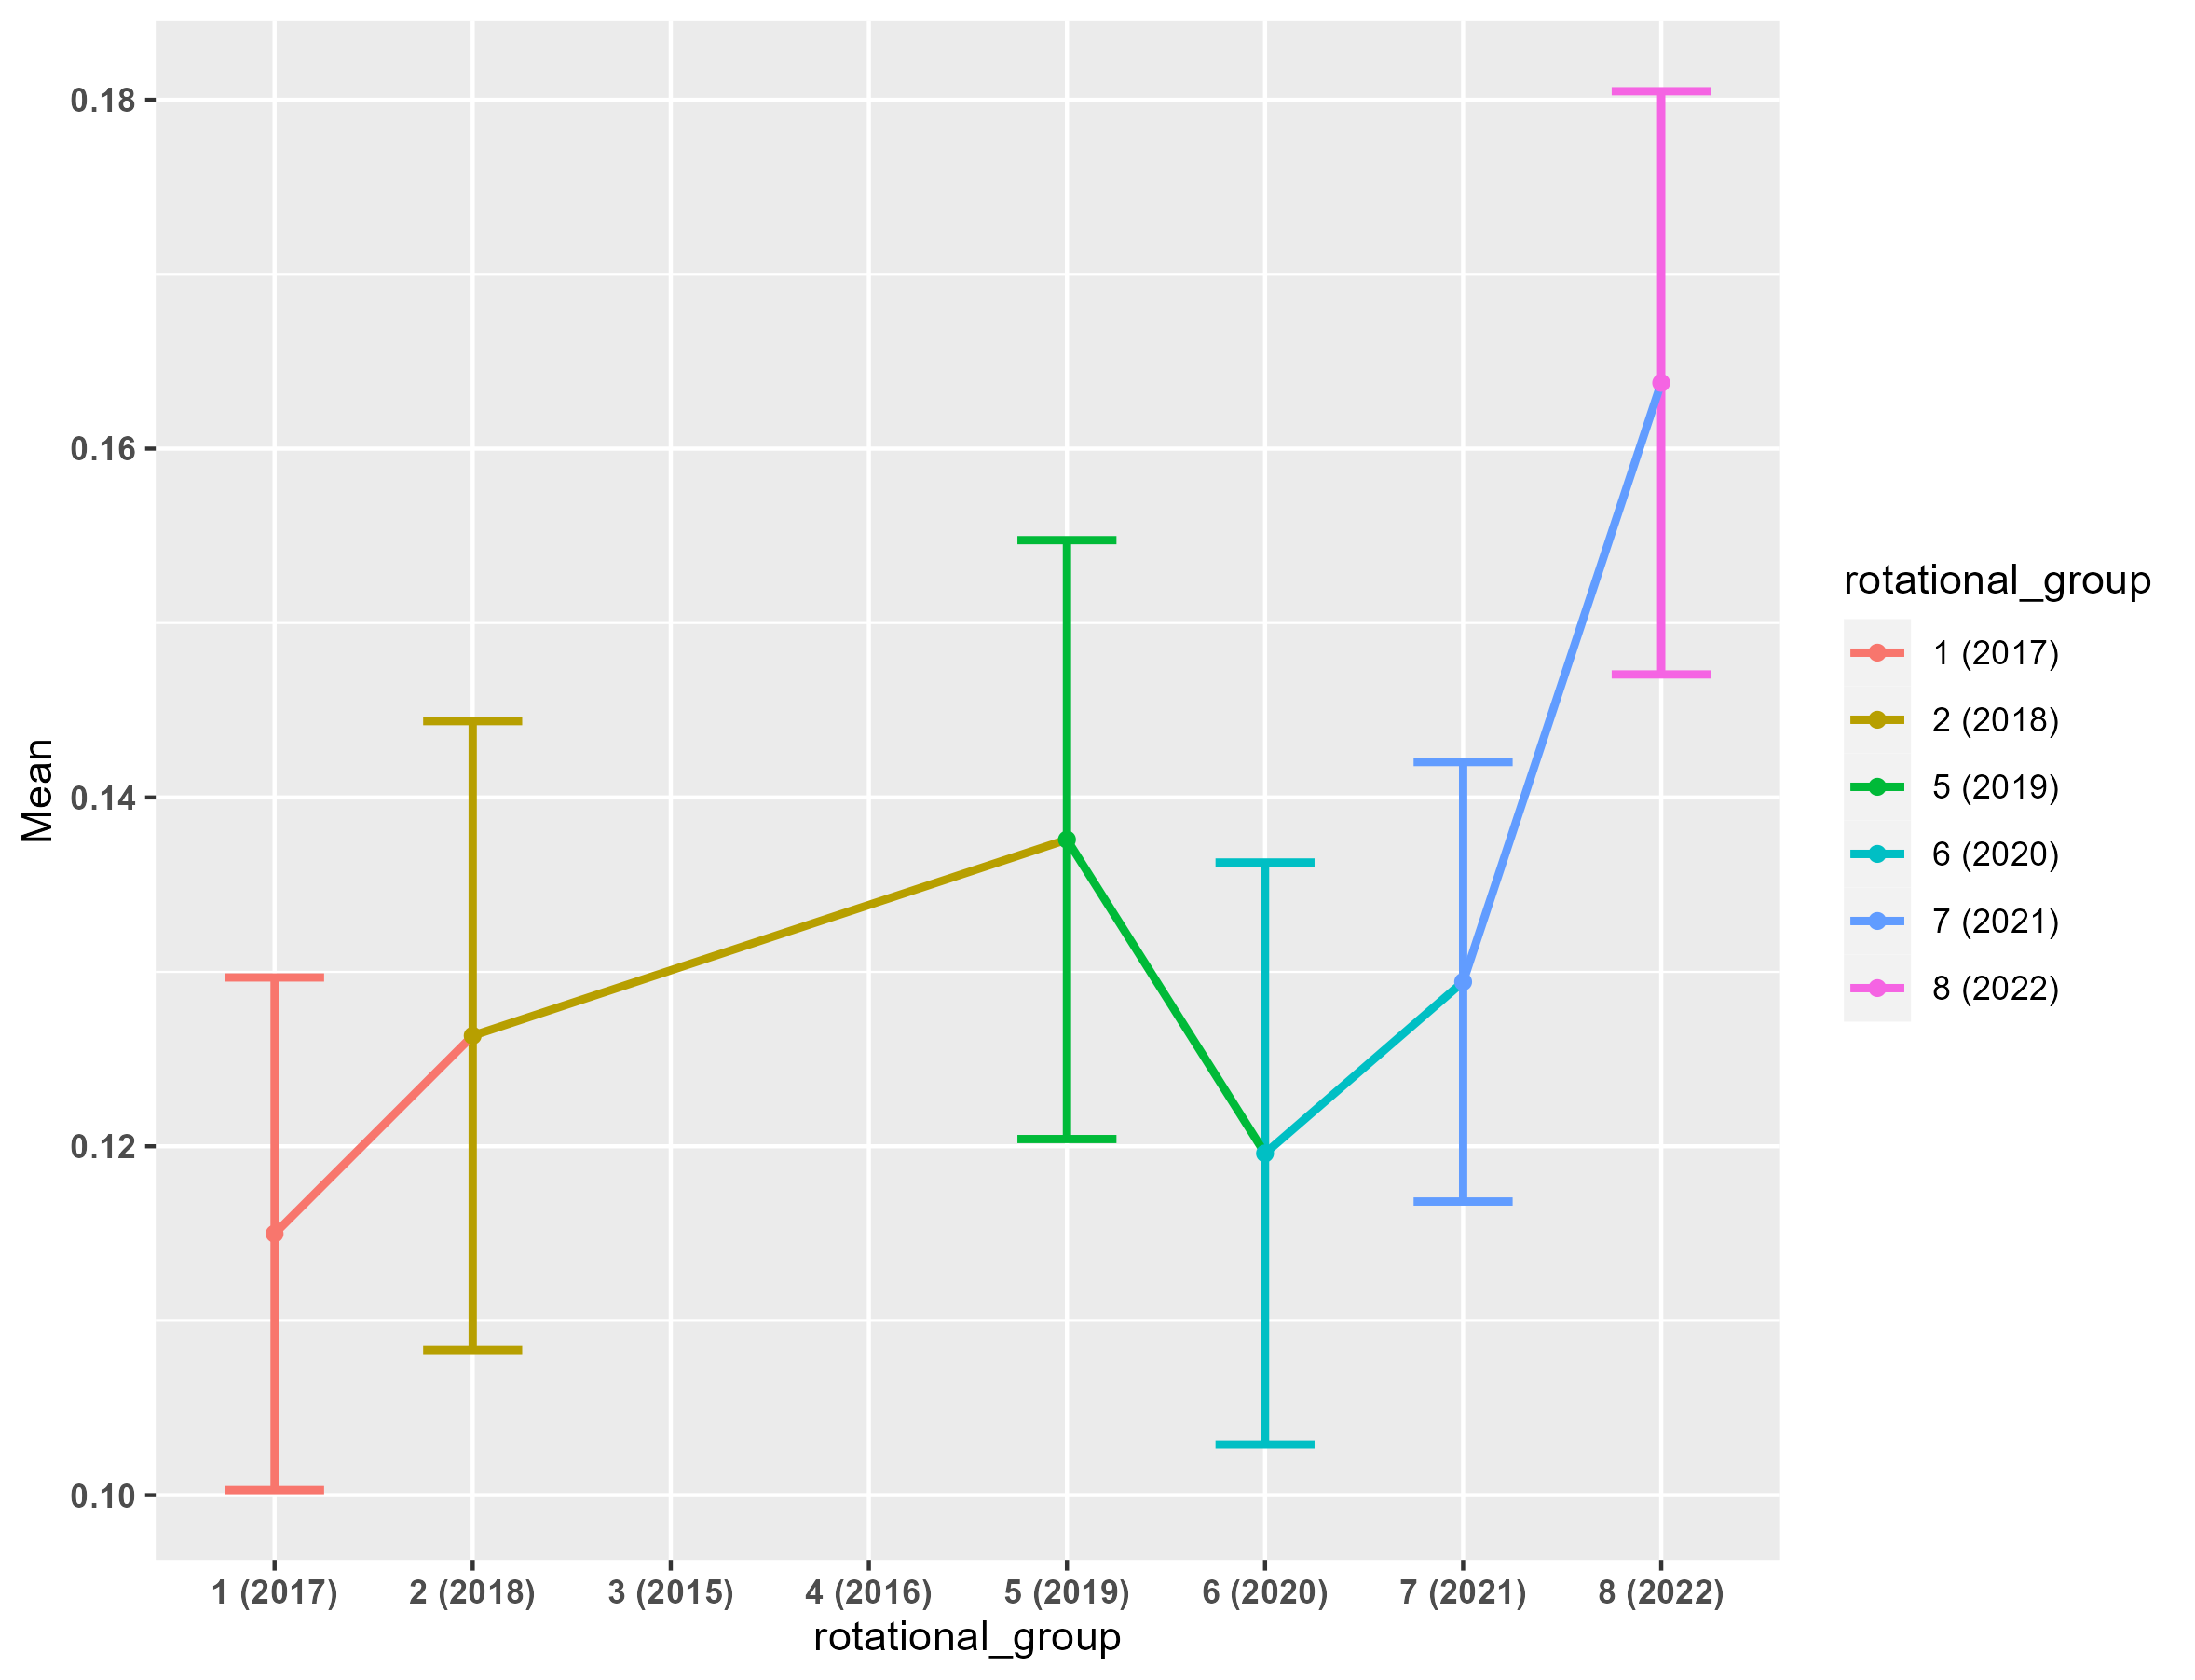 0.18
0.16
0.14
0.12
0.10
Mean
1 (2017) 2 (2018) 3 (2015) 4 (2016) 5 (2019) 6 (2020) 7 (2021) 8 (2022)
rotational_group
rotational_group
1 (2017)
2 (2018)
5 (2019)
6 (2020)
7 (2021)
8 (2022)